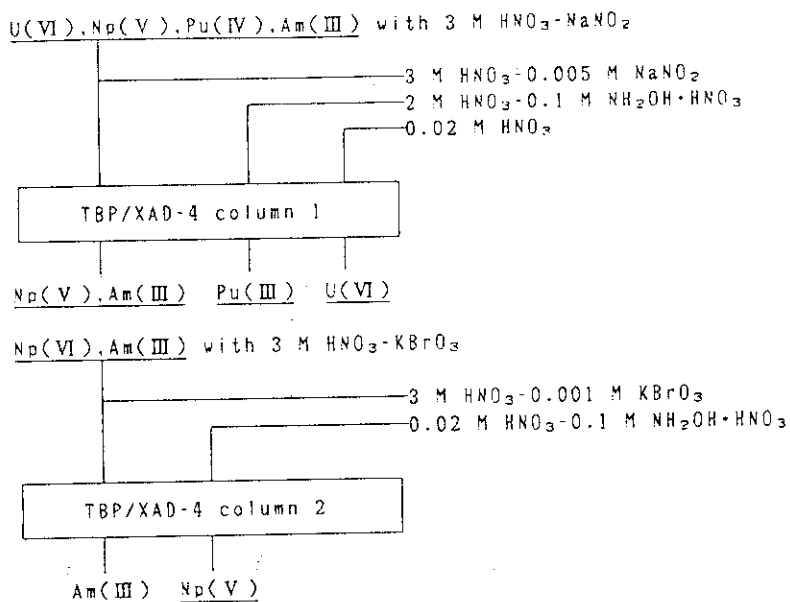 U(VI),Np(V),Pu(IV),Am(III) with 3 M HNO₃-NaNO₂
3 M HNO₃-0.005 M NaNO₂
2 M HNO₃-0.1 M NH₂OH·HNO₃
0.02 M HNO₃
TBP/XAD-4 column 1
Np(V),Am(III) Pu(III) U(VI)
Np(VI),Am(III) with 3 M HNO₃-KBrO₃
3 M HNO₃-0.001 M KBrO₃
0.02 M HNO₃-0.1 M NH₂OH·HNO₃
TBP/XAD-4 column 2
Am(III) Np(V)